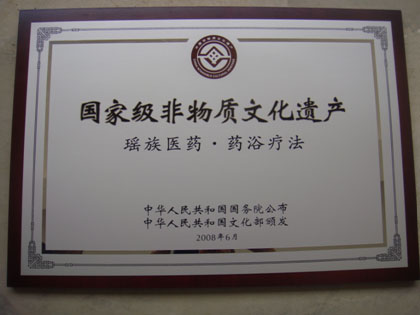 国家级非物质文化遗产
瑶族医药·药浴疗法
中华人民共和国国务院公布
中华人民共和国文化部颁发
2008年6月